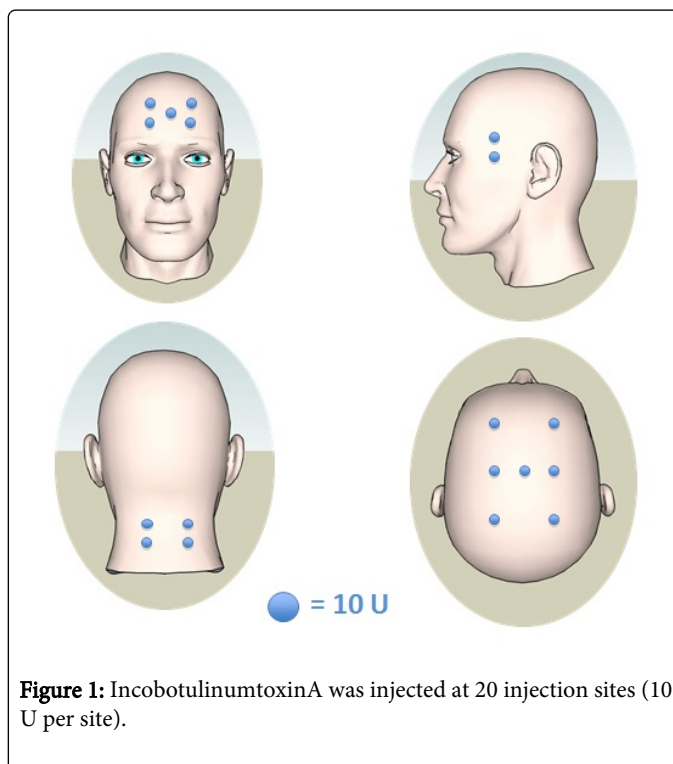 = 10 U
Figure 1: IncobotulinumtoxinA was injected at 20 injection sites (10
U per site).